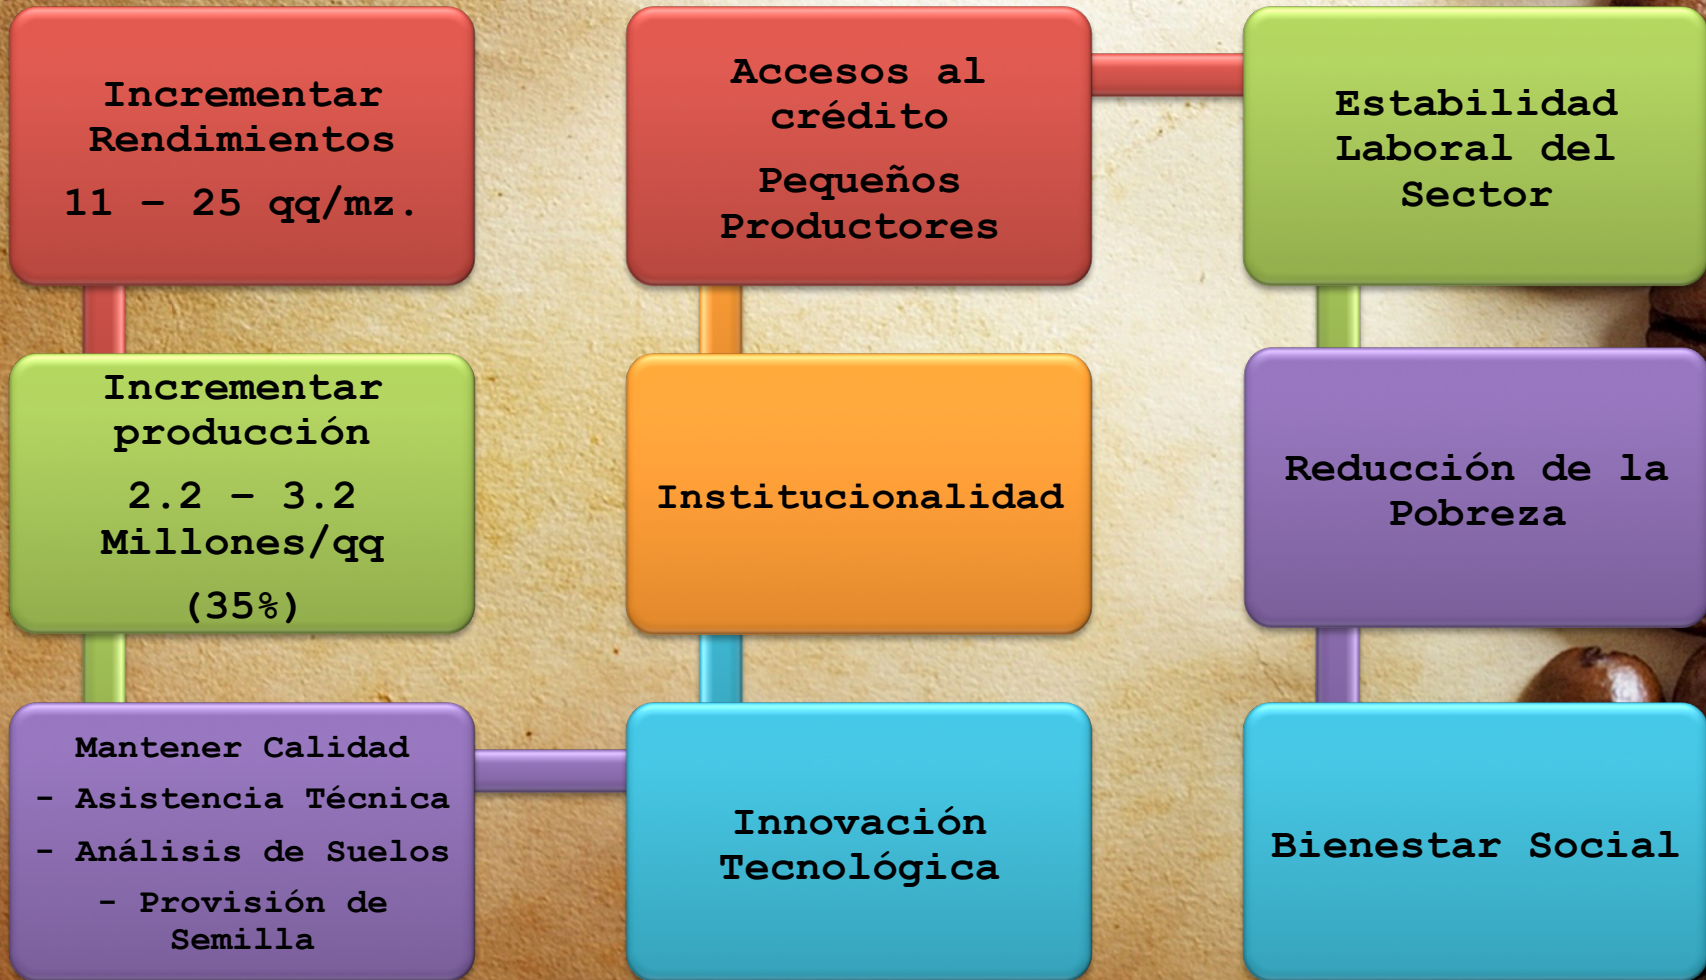 Incrementar
Rendimientos
11 – 25 qq/mz.
Incrementar
producción
2.2 – 3.2
Millones/qq
(35%)
Mantener Calidad
- Asistencia Técnica
- Análisis de Suelos
- Provisión de
Semilla
Innovación
Tecnológica
Institucionalidad
Accesos al
crédito
Pequeños
Productores
Estabilidad
Laboral del
Sector
Reducción de la
Pobreza
Bienestar Social